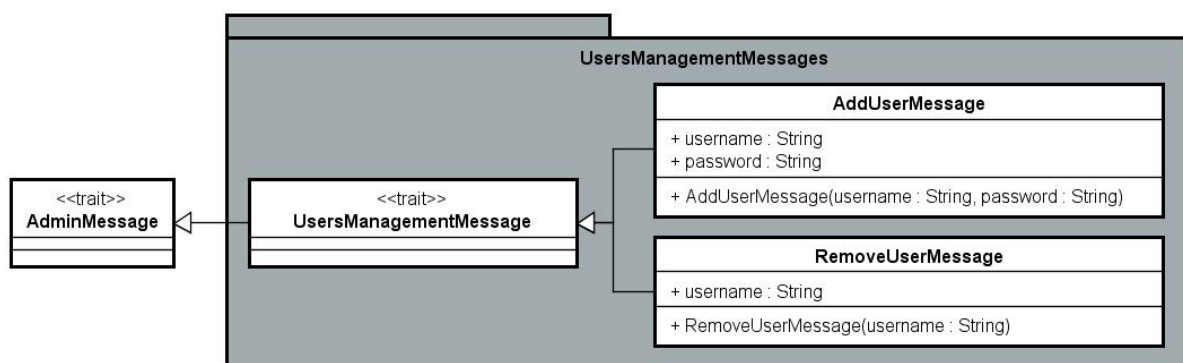 UsersManagementMessages
AddUserMessage
+ username : String
+ password : String
+ AddUserMessage(username : String, password : String)
<<trait>>
AdminMessage
<<trait>>
UsersManagementMessage
RemoveUserMessage
+ username : String
+ RemoveUserMessage(username : String)